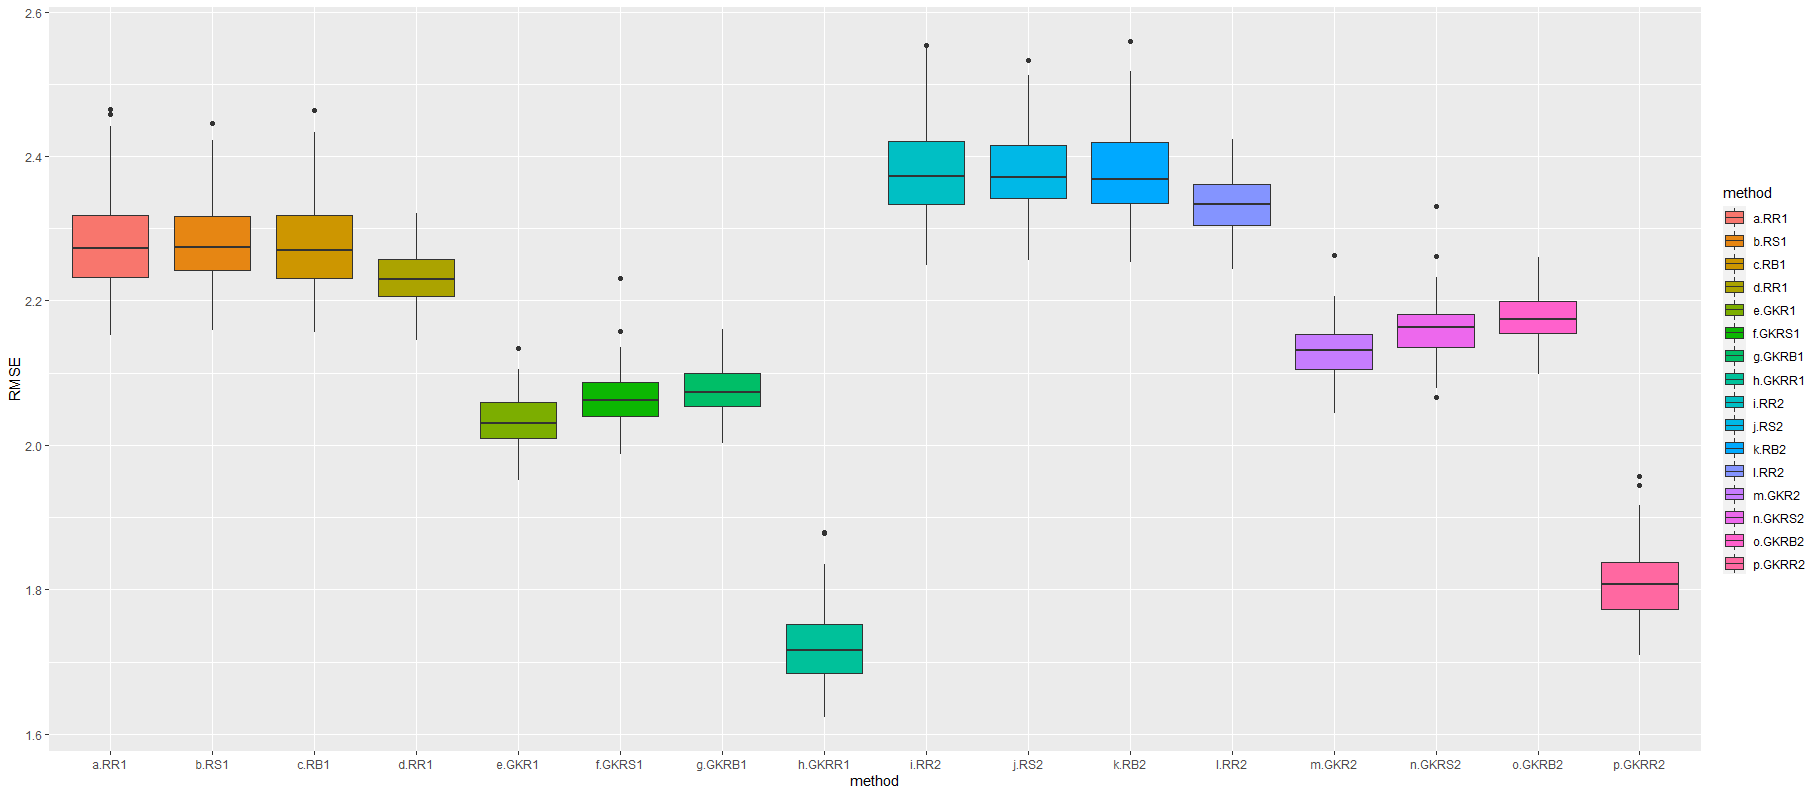 2.6
2.4
2.2
2.0
1.8
1.6
RMSE
a.RR1 b.RS1 c.RB1 d.RR1 e.GKR1 f.GKRS1 g.GKRB1 h.GKRR1 i.RR2 j.RS2 k.RB2 l.RR2 m.GKR2 n.GKRS2 o.GKRB2 p.GKRR2
method
method
a.RR1
b.RS1
c.RB1
d.RR1
e.GKR1
f.GKRS1
g.GKRB1
h.GKRR1
i.RR2
j.RS2
k.RB2
l.RR2
m.GKR2
n.GKRS2
o.GKRB2
p.GKRR2